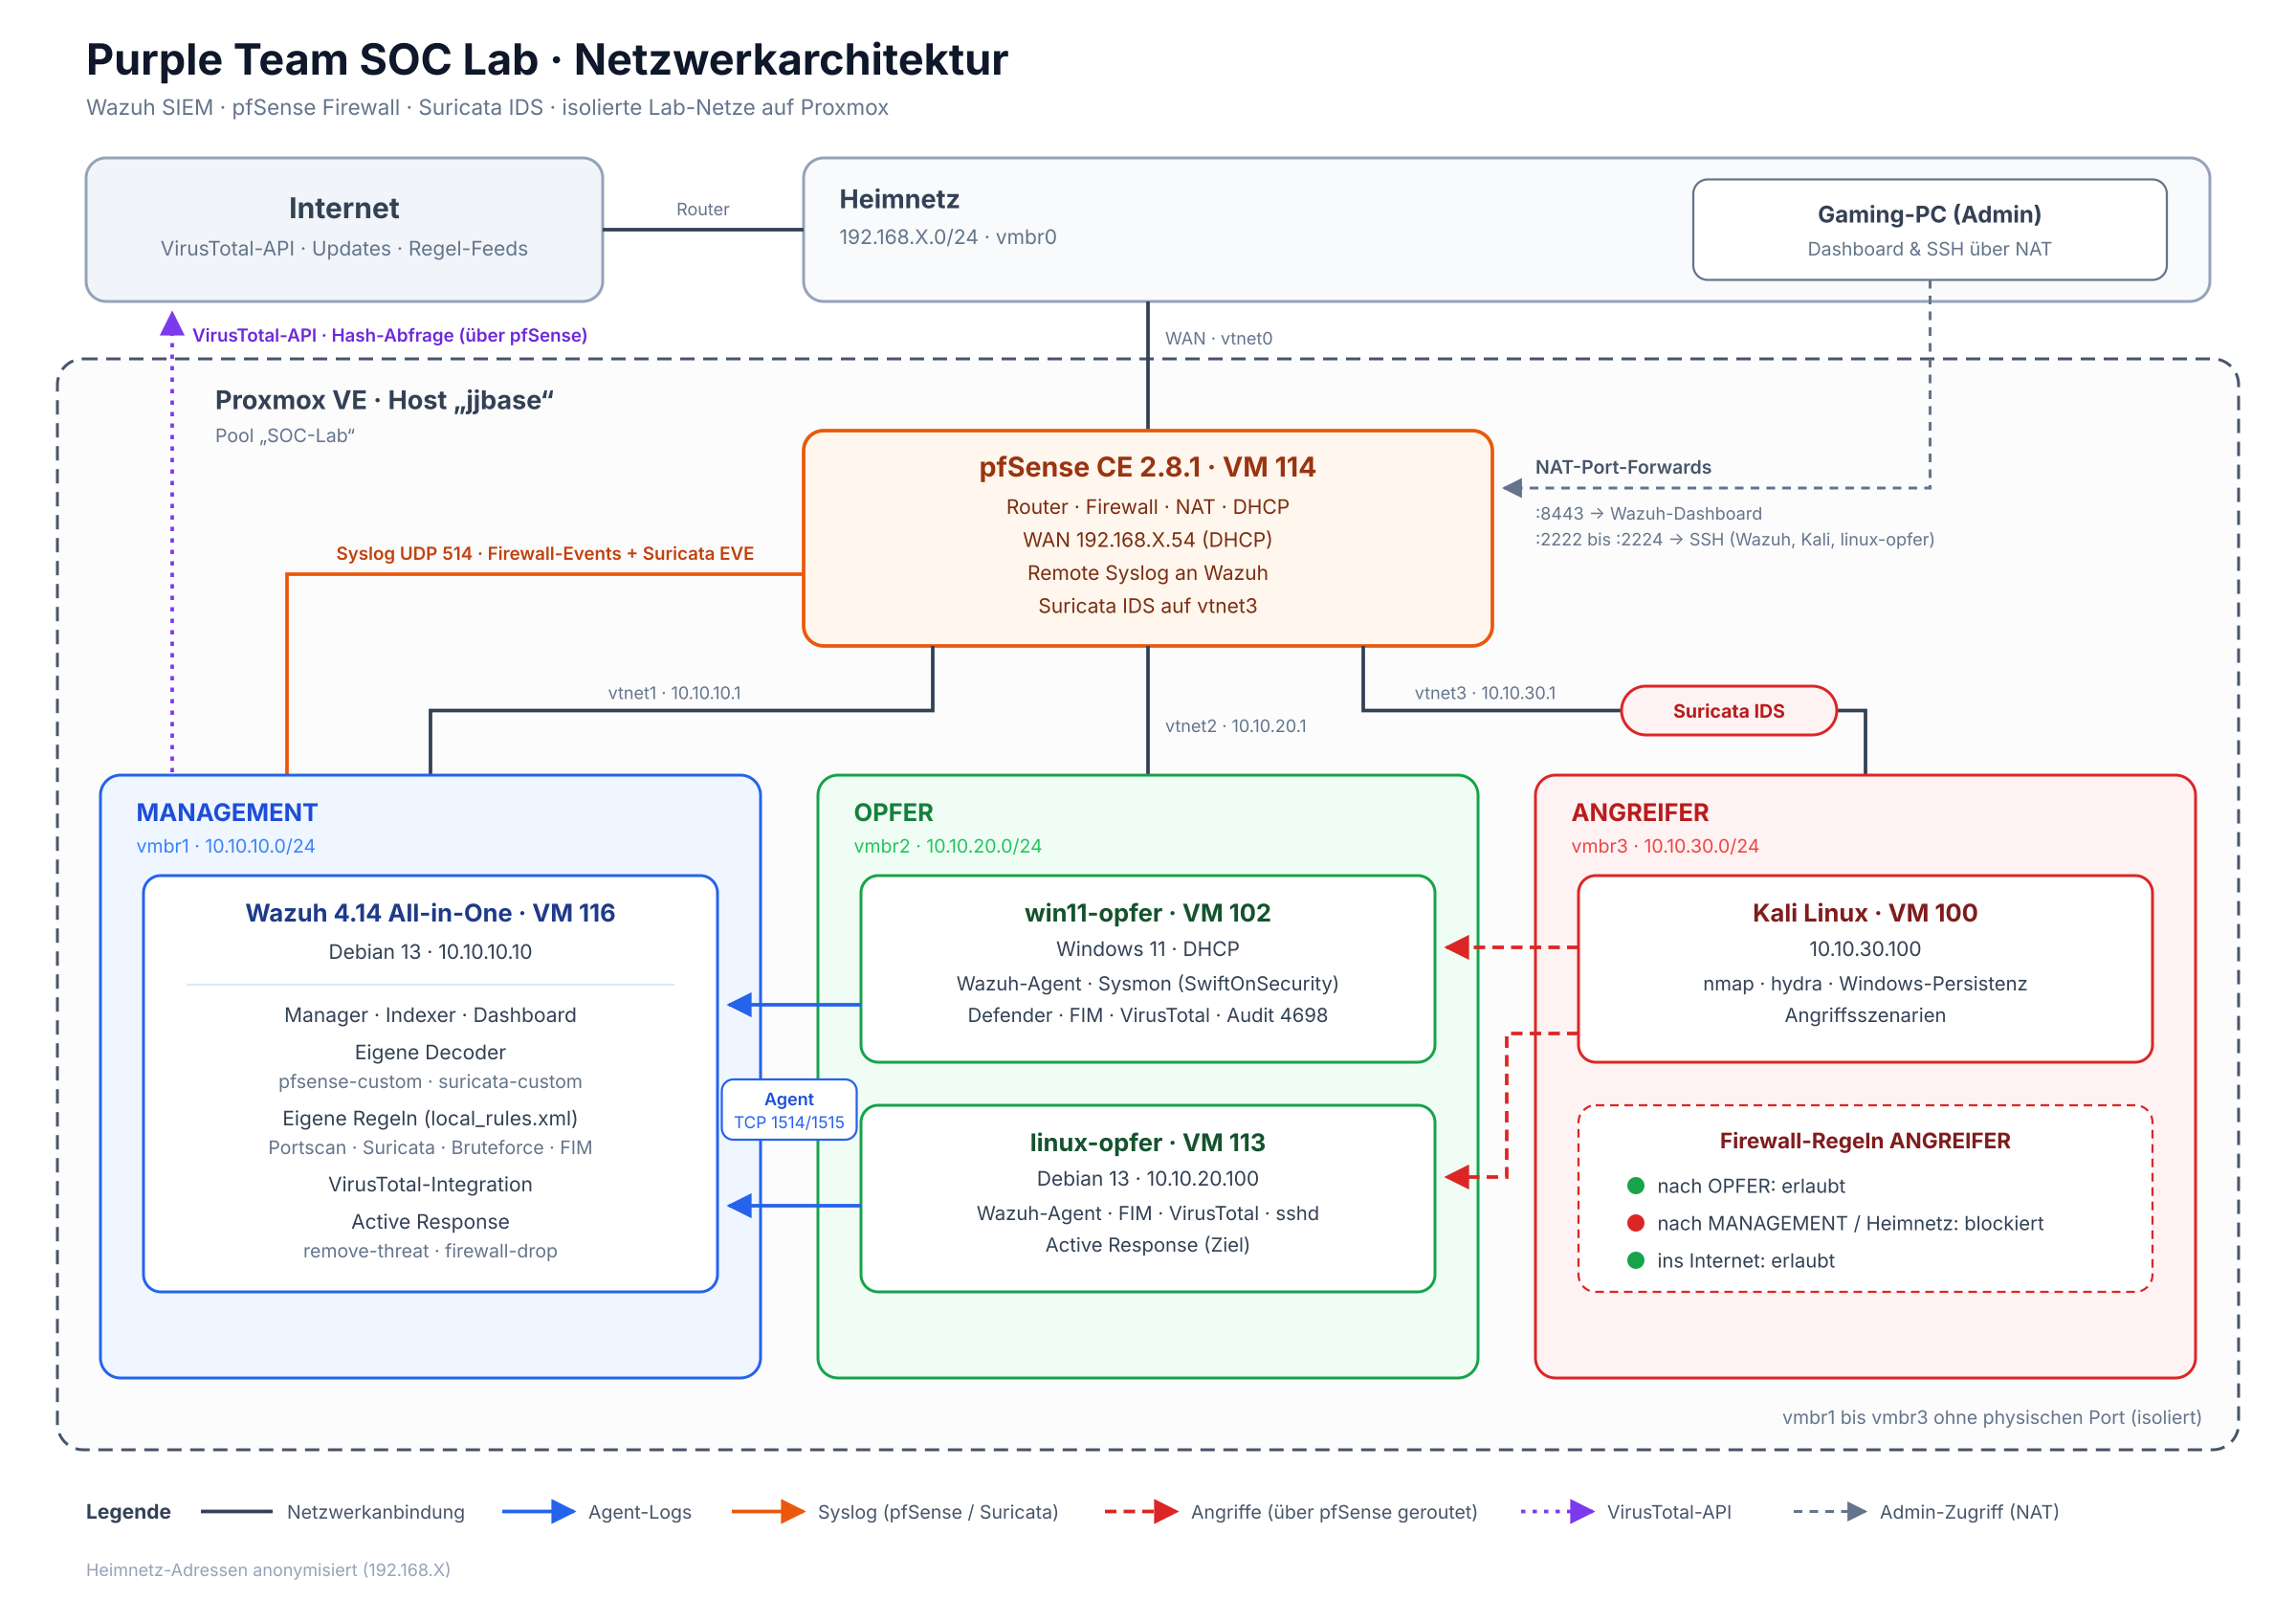 Purple Team SOC Lab · Netzwerkarchitektur
Wazuh SIEM · pfSense Firewall · Suricata IDS · isolierte Lab-Netze auf Proxmox
Internet
VirusTotal-API · Updates · Regel-Feeds
Router
Heimnetz
192.168.X.0/24 · vmbr0
Gaming-PC (Admin)
Dashboard & SSH über NAT
VirusTotal-API · Hash-Abfrage (über pfSense)
WAN · vtnet0
Proxmox VE · Host „jjbase“
Pool „SOC-Lab“
pfSense CE 2.8.1 · VM 114
Router · Firewall · NAT · DHCP
WAN 192.168.X.54 (DHCP)
Remote Syslog an Wazuh
Suricata IDS auf vtnet3
NAT-Port-Forwards
:8443 → Wazuh-Dashboard
:2222 bis :2224 → SSH (Wazuh, Kali, linux-opfer)
Syslog UDP 514 · Firewall-Events + Suricata EVE
vtnet1 · 10.10.10.1
vtnet2 · 10.10.20.1
vtnet3 · 10.10.30.1
Suricata IDS
MANAGEMENT
vmbr1 · 10.10.10.0/24
Wazuh 4.14 All-in-One · VM 116
Debian 13 · 10.10.10.10
Manager · Indexer · Dashboard
Eigene Decoder
pfsense-custom · suricata-custom
Eigene Regeln (local_rules.xml)
Portscan · Suricata · Bruteforce · FIM
VirusTotal-Integration
Active Response
remove-threat · firewall-drop
Agent
TCP 1514/1515
OPFER
vmbr2 · 10.10.20.0/24
win11-opfer · VM 102
Windows 11 · DHCP
Wazuh-Agent · Sysmon (SwiftOnSecurity)
Defender · FIM · VirusTotal · Audit 4698
linux-opfer · VM 113
Debian 13 · 10.10.20.100
Wazuh-Agent · FIM · VirusTotal · sshd
Active Response (Ziel)
ANGREIFER
vmbr3 · 10.10.30.0/24
Kali Linux · VM 100
10.10.30.100
nmap · hydra · Windows-Persistenz
Angriffsszenarien
Firewall-Regeln ANGREIFER
nach OPFER: erlaubt
nach MANAGEMENT / Heimnetz: blockiert
ins Internet: erlaubt
vmbr1 bis vmbr3 ohne physischen Port (isoliert)
Legende
Netzwerkanbindung
Agent-Logs
Syslog (pfSense / Suricata)
Angriffe (über pfSense geroutet)
VirusTotal-API
Admin-Zugriff (NAT)
Heimnetz-Adressen anonymisiert (192.168.X)